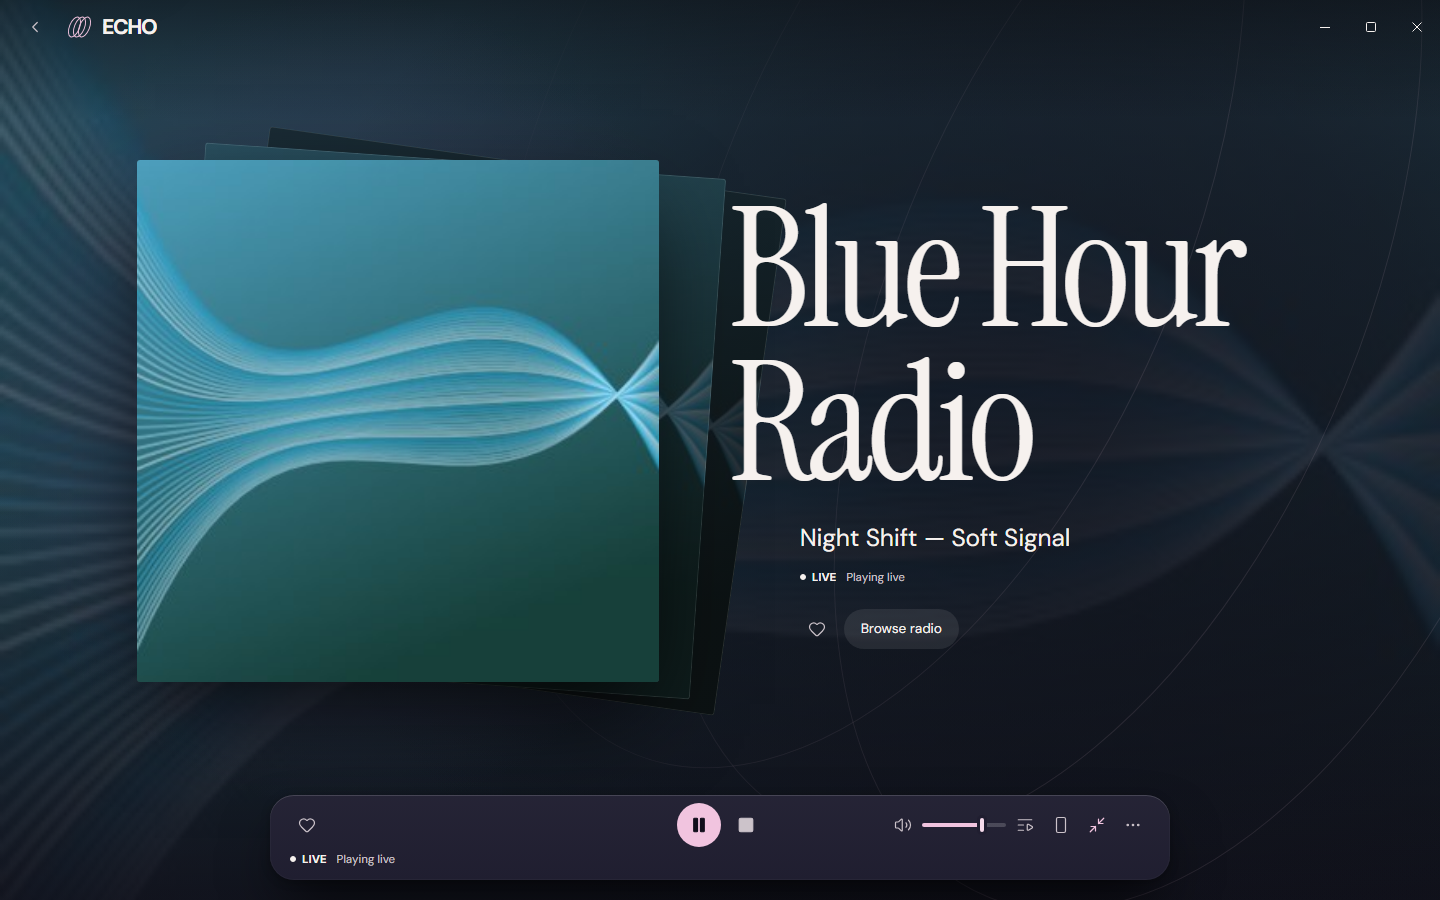 ECHO
Blue Hour
Radio
Night Shift — Soft Signal
LIVE Playing live
Browse radio
LIVE Playing live